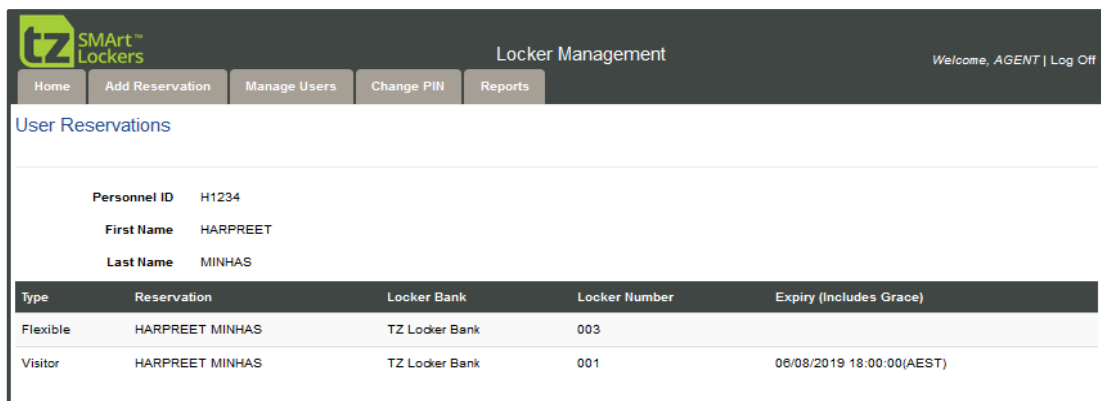 tz SMArt™
Lockers
Locker Management
Welcome, AGENT | Log Off
Home Add Reservation Manage Users Change PIN Reports
User Reservations
Personnel ID H1234
First Name HARPREET
Last Name MINHAS
Type Reservation Locker Bank Locker Number Expiry (Includes Grace)
Flexible HARPREET MINHAS TZ Locker Bank 003
Visitor HARPREET MINHAS TZ Locker Bank 001 06/08/2019 18:00:00(AEST)